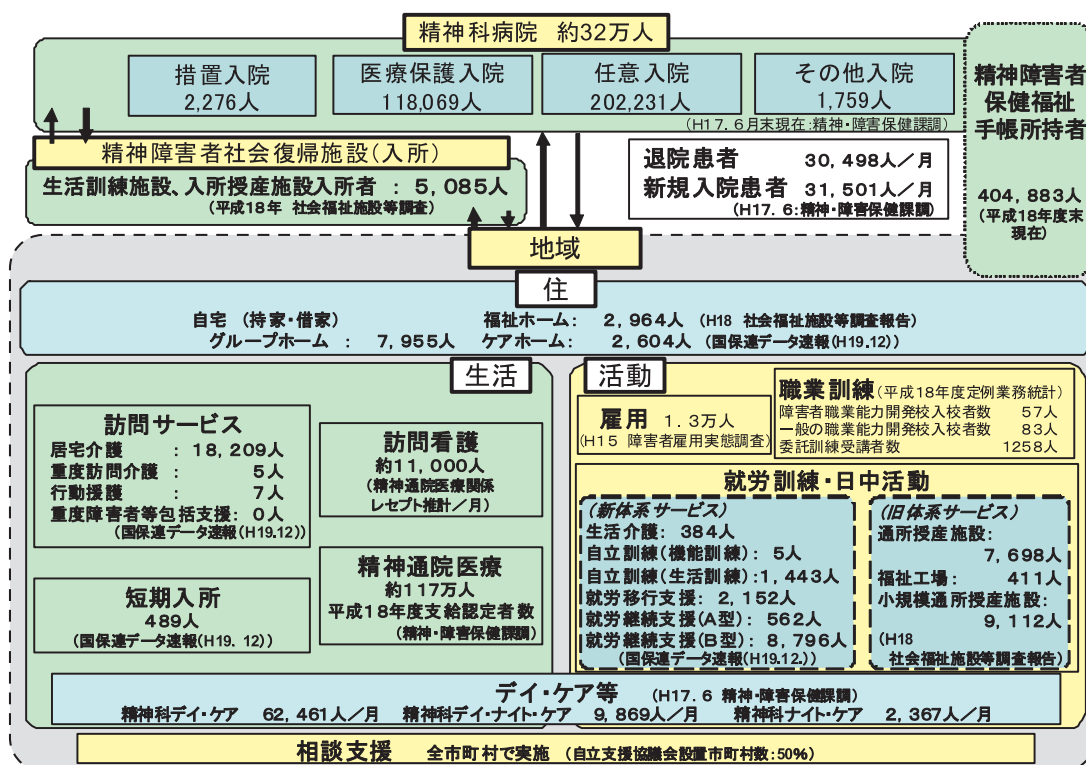 精神科病院 約32万人
措置入院
2,276人
医療保護入院
118,069人
任意入院
202,231人
その他入院
1,759人
(H17.6月末現在:精神・障害保健課調)
精神障害者
保健福祉
手帳所持者
404,883人
(平成18年度末
現在)
精神障害者社会復帰施設(入所)
生活訓練施設、入所授産施設入所者 : 5,085人
(平成18年 社会福祉施設等調査)
退院患者 30,498人/月
新規入院患者 31,501人/月
(H17.6:精神・障害保健課調)
地域
住
自宅 (持家・借家) 福祉ホーム: 2,964人 (H18 社会福祉施設等調査報告)
グループホーム : 7,955人 ケアホーム: 2,604人 (国保連データ速報(H19.12))
生活
訪問サービス
居宅介護 : 18,209人
重度訪問介護 : 5人
行動援護 : 7人
重度障害者等包括支援: 0人
(国保連データ速報(H19.12))
訪問看護
約11,000人
(精神通院医療関係
レセプト推計/月)
短期入所
489人
(国保連データ速報(H19.12))
精神通院医療
約117万人
平成18年度支給認定者数
(精神・障害保健課調)
活動
雇用 1.3万人
(H15 障害者雇用実態調査)
職業訓練(平成18年度定例業務統計)
障害者職業能力開発校入校者数 57人
一般の職業能力開発校入校者数 83人
委託訓練受講者数 1258人
就労訓練・日中活動
(新体系サービス)
生活介護: 384人
自立訓練(機能訓練): 5人
自立訓練(生活訓練):1,443人
就労移行支援: 2,152人
就労継続支援(A型): 562人
就労継続支援(B型): 8,796人
(国保連データ速報(H19.12.))
(旧体系サービス)
通所授産施設:
7,698人
福祉工場: 411人
小規模通所授産施設:
9,112人
(H18
社会福祉施設等調査報告)
デイ・ケア等 (H17.6 精神・障害保健課調)
精神科デイ・ケア 62,461人/月 精神科デイ・ナイト・ケア 9,869人/月 精神科ナイト・ケア 2,367人/月
相談支援 全市町村で実施 (自立支援協議会設置市町村数:50%)